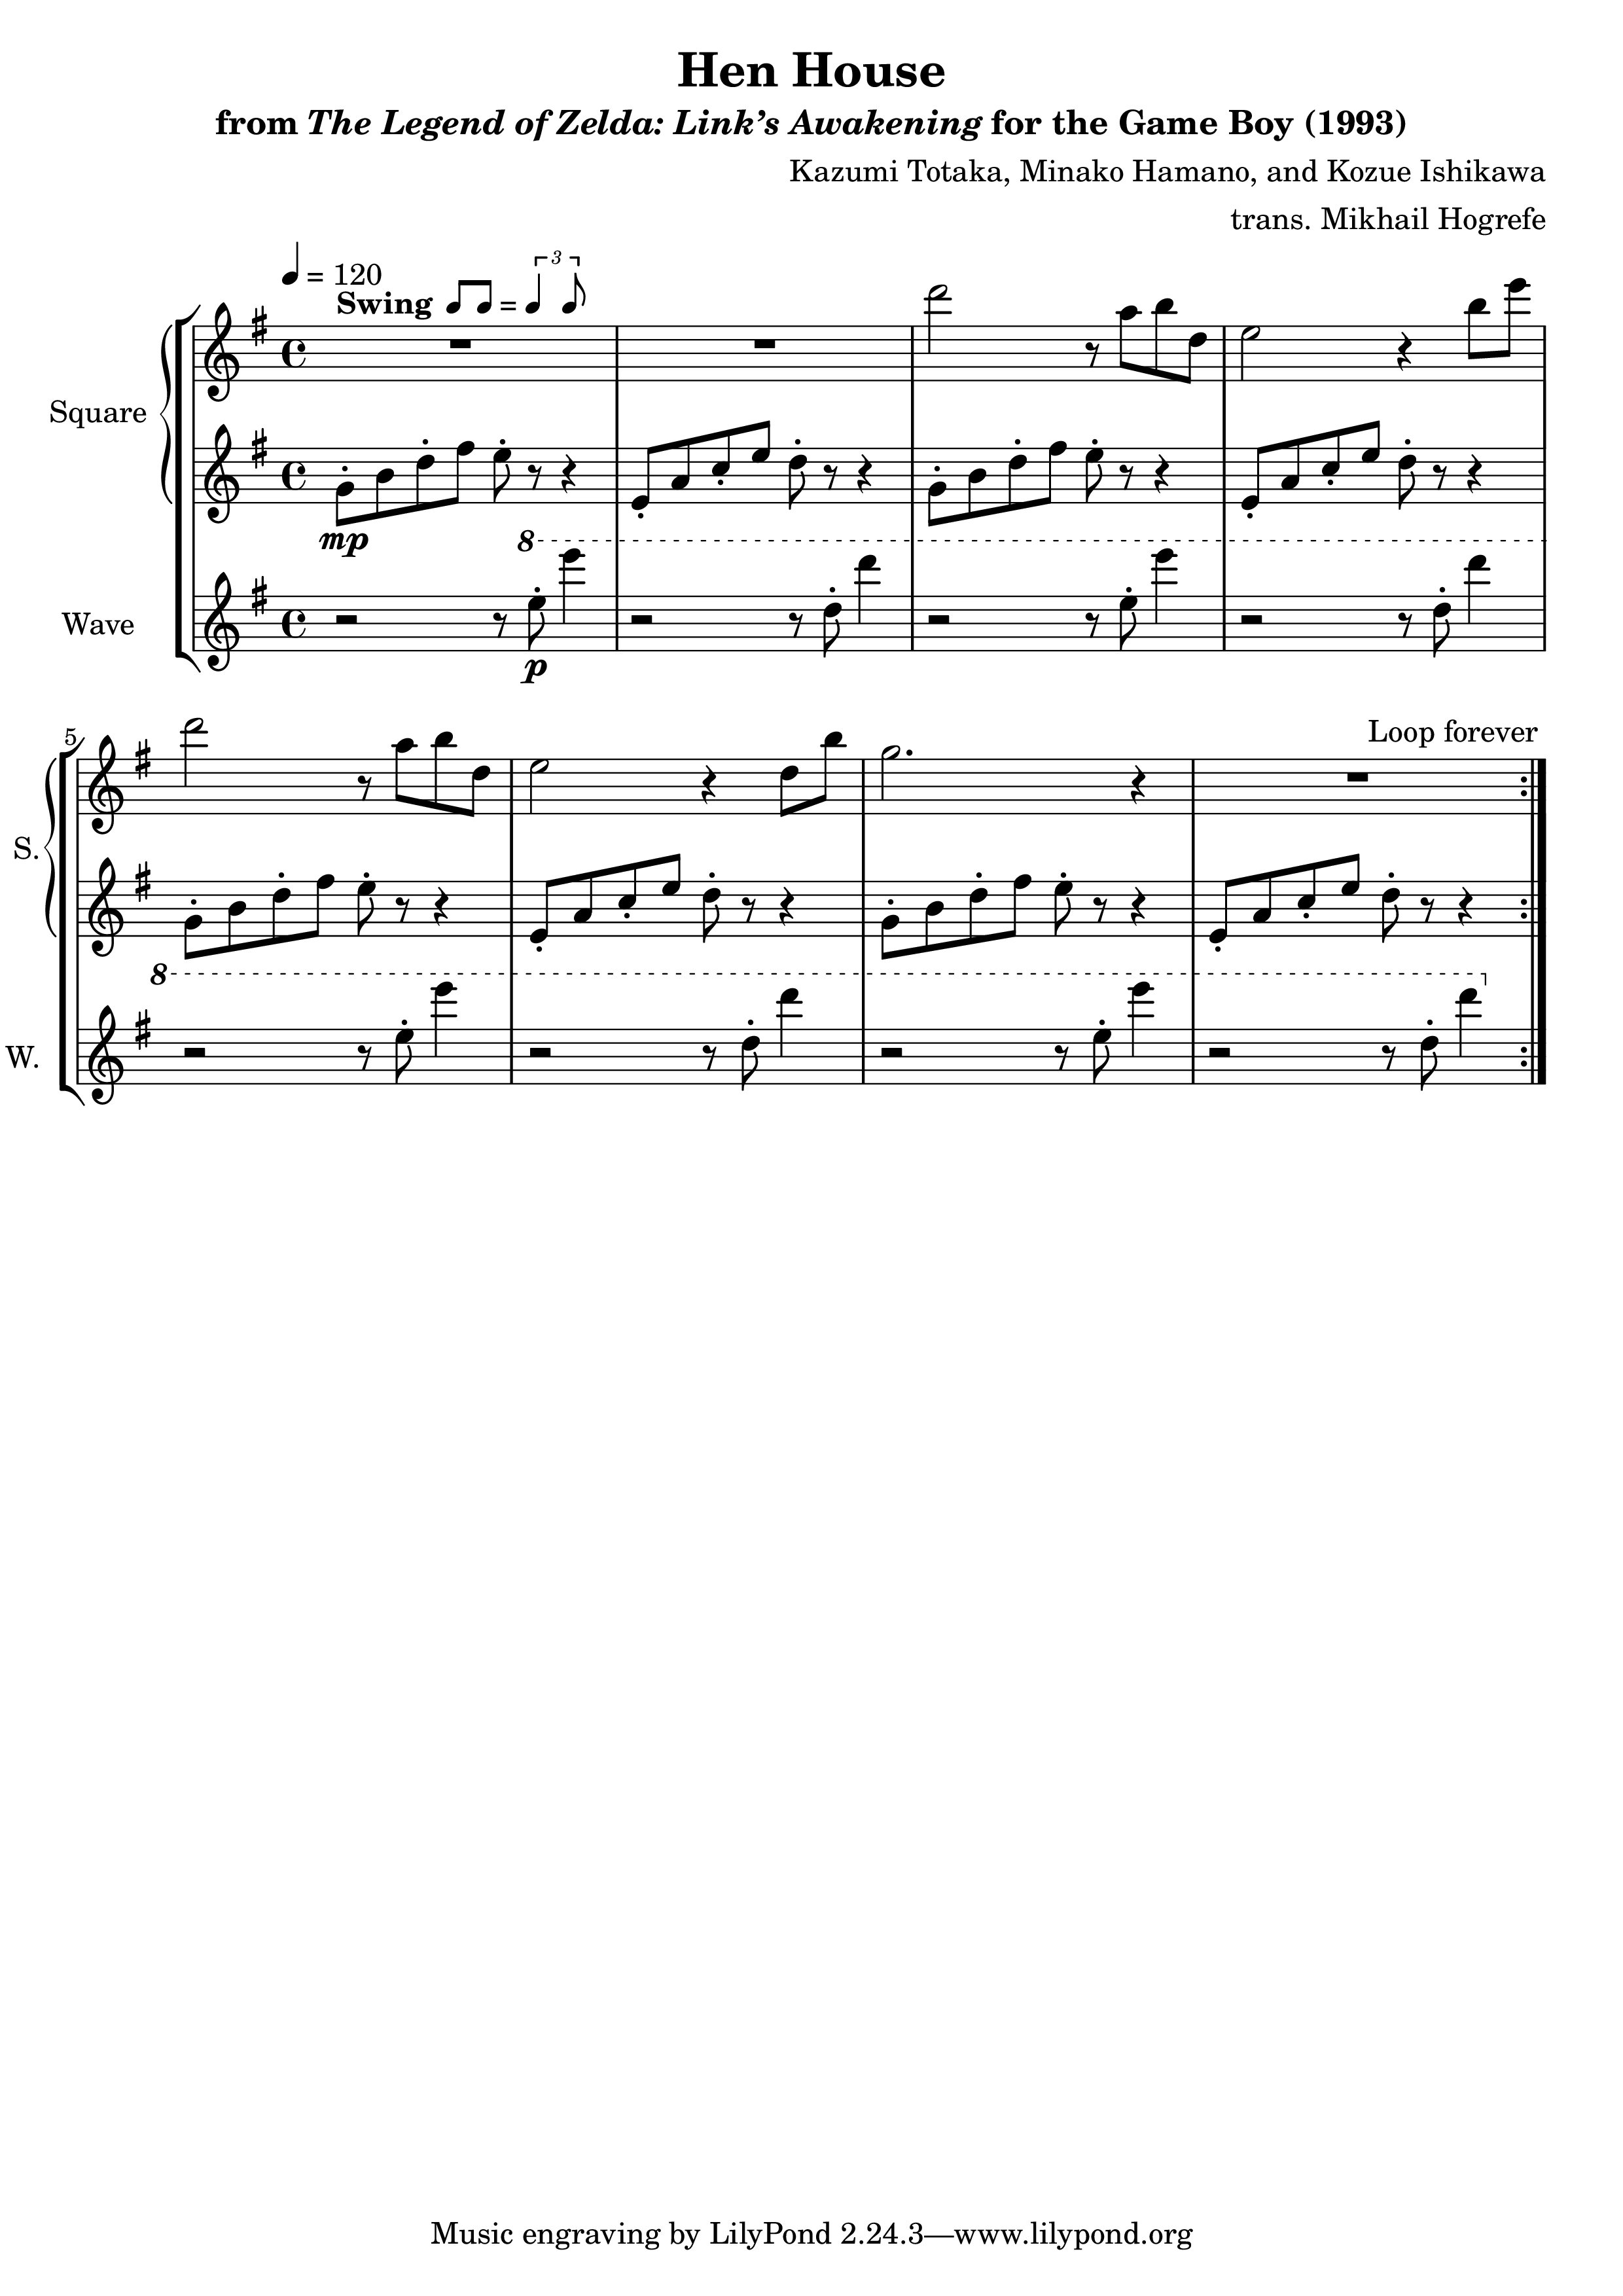 Hen House
from The Legend of Zelda: Link’s Awakening for the Game Boy (1993)
Kazumi Totaka, Minako Hamano, and Kozue Ishikawa
trans. Mikhail Hogrefe
= 120
Swing = 3
Square
mp
8
Wave
p
5
Loop forever
S.
8
W.
Music engraving by LilyPond 2.24.3—www.lilypond.org